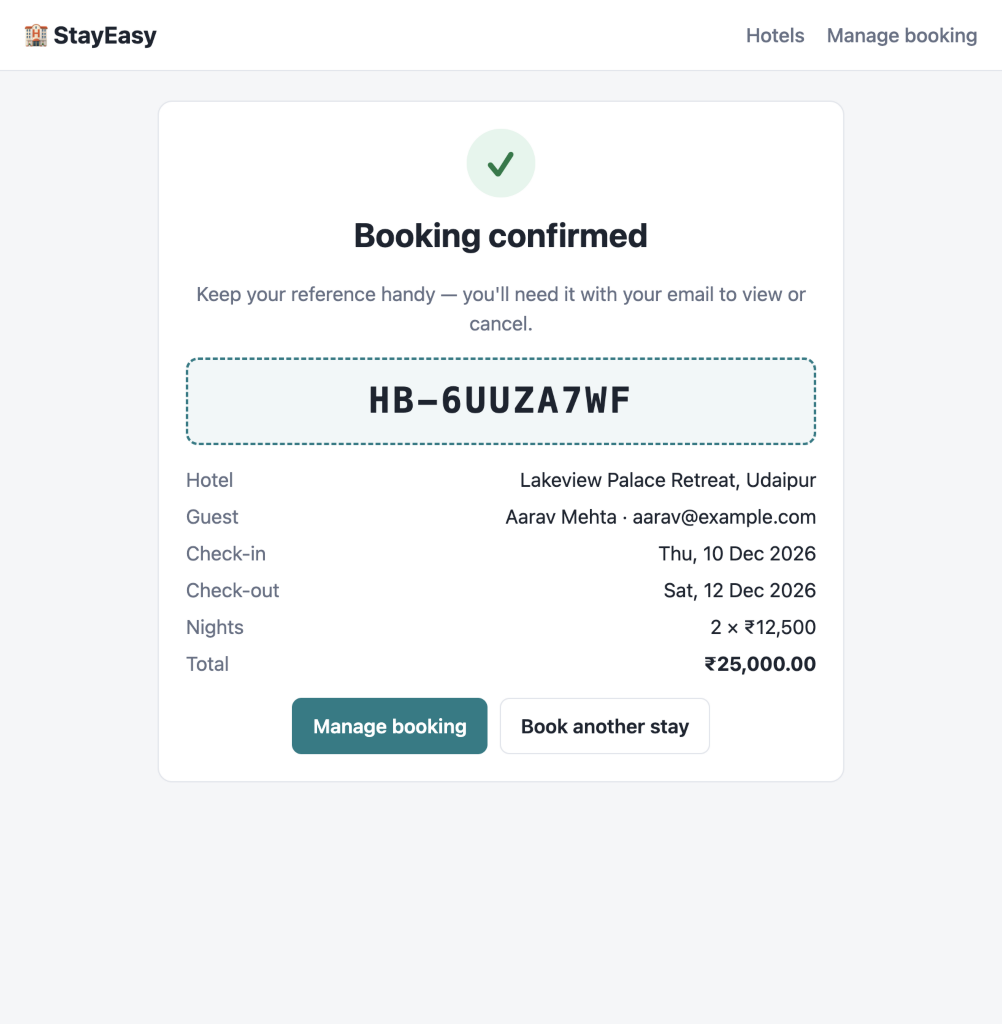 🏨 StayEasy
Hotels Manage booking
Booking confirmed
Keep your reference handy — you'll need it with your email to view or
cancel.
HB-6UUZA7WF
Hotel Lakeview Palace Retreat, Udaipur
Guest Aarav Mehta · aarav@example.com
Check-in Thu, 10 Dec 2026
Check-out Sat, 12 Dec 2026
Nights 2 × ₹12,500
Total ₹25,000.00
Manage booking Book another stay